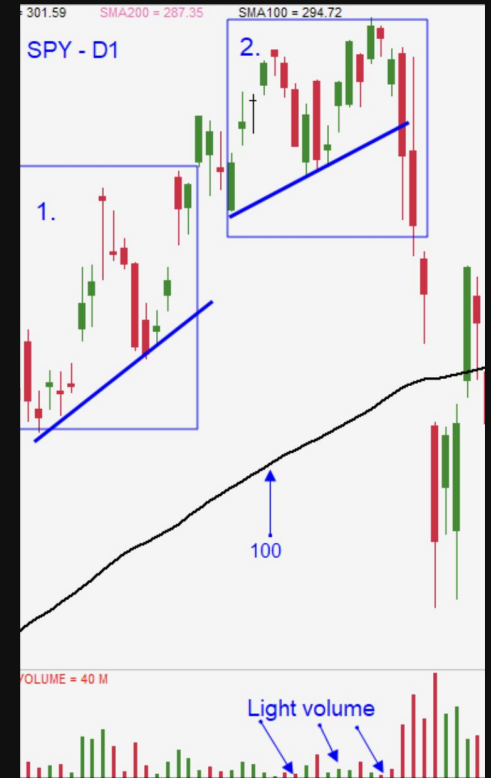 = 301.59 SMA200 = 287.35 SMA100 = 294.72
SPY - D1
2.
1.
100
VOLUME = 40 M
Light volume